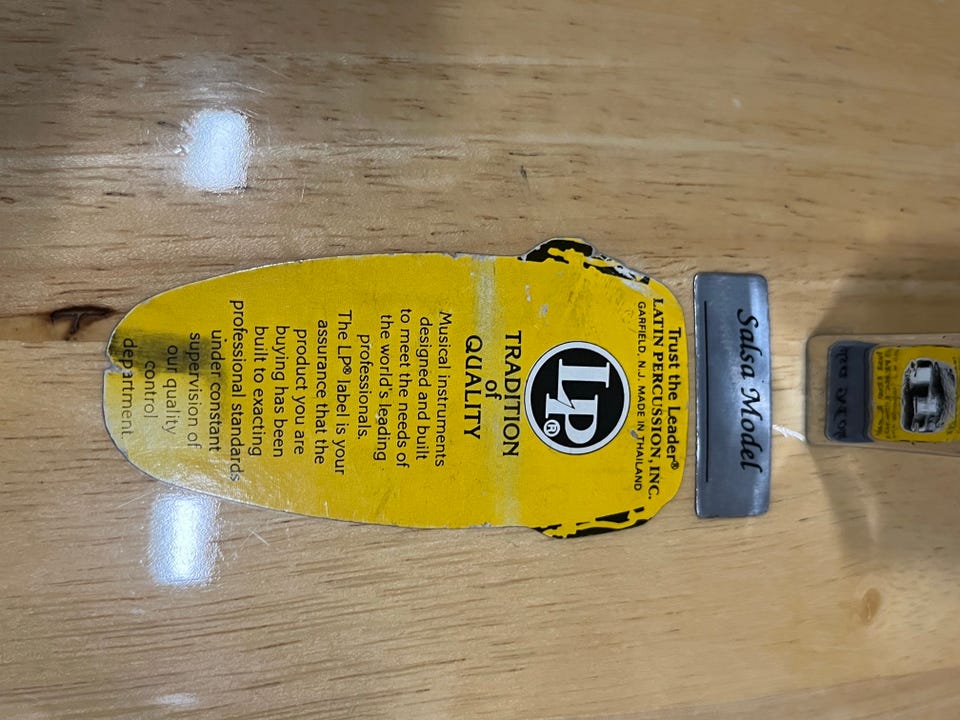 Salsa Model
Trust the Leader®
LATIN PERCUSSION, INC.
GARFIELD, N.J. MADE IN THAILAND
LP®
TRADITION
of
QUALITY
Musical instruments
designed and built
to meet the needs of
the world's leading
professionals.
The LP® label is your
assurance that the
product you are
buying has been
built to exacting
professional standards
under constant
supervision of
our quality
control
department.